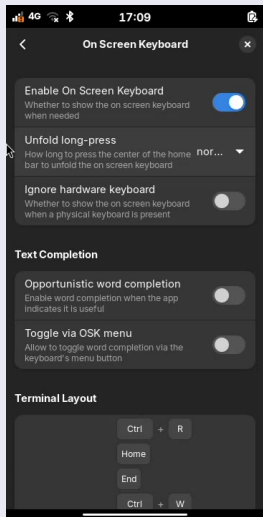 4G 17:09
On Screen Keyboard
Enable On Screen Keyboard
Whether to show the on screen keyboard
when needed
Unfold long-press
How long to press the center of the home
bar to unfold the on screen keyboard
nor...
Ignore hardware keyboard
Whether to show the on screen keyboard
when a physical keyboard is present
Text Completion
Opportunistic word completion
Enable word completion when the app
indicates it is useful
Toggle via OSK menu
Allow to toggle word completion via the
keyboard's menu button
Terminal Layout
Ctrl + R
Home
End
Ctrl + W